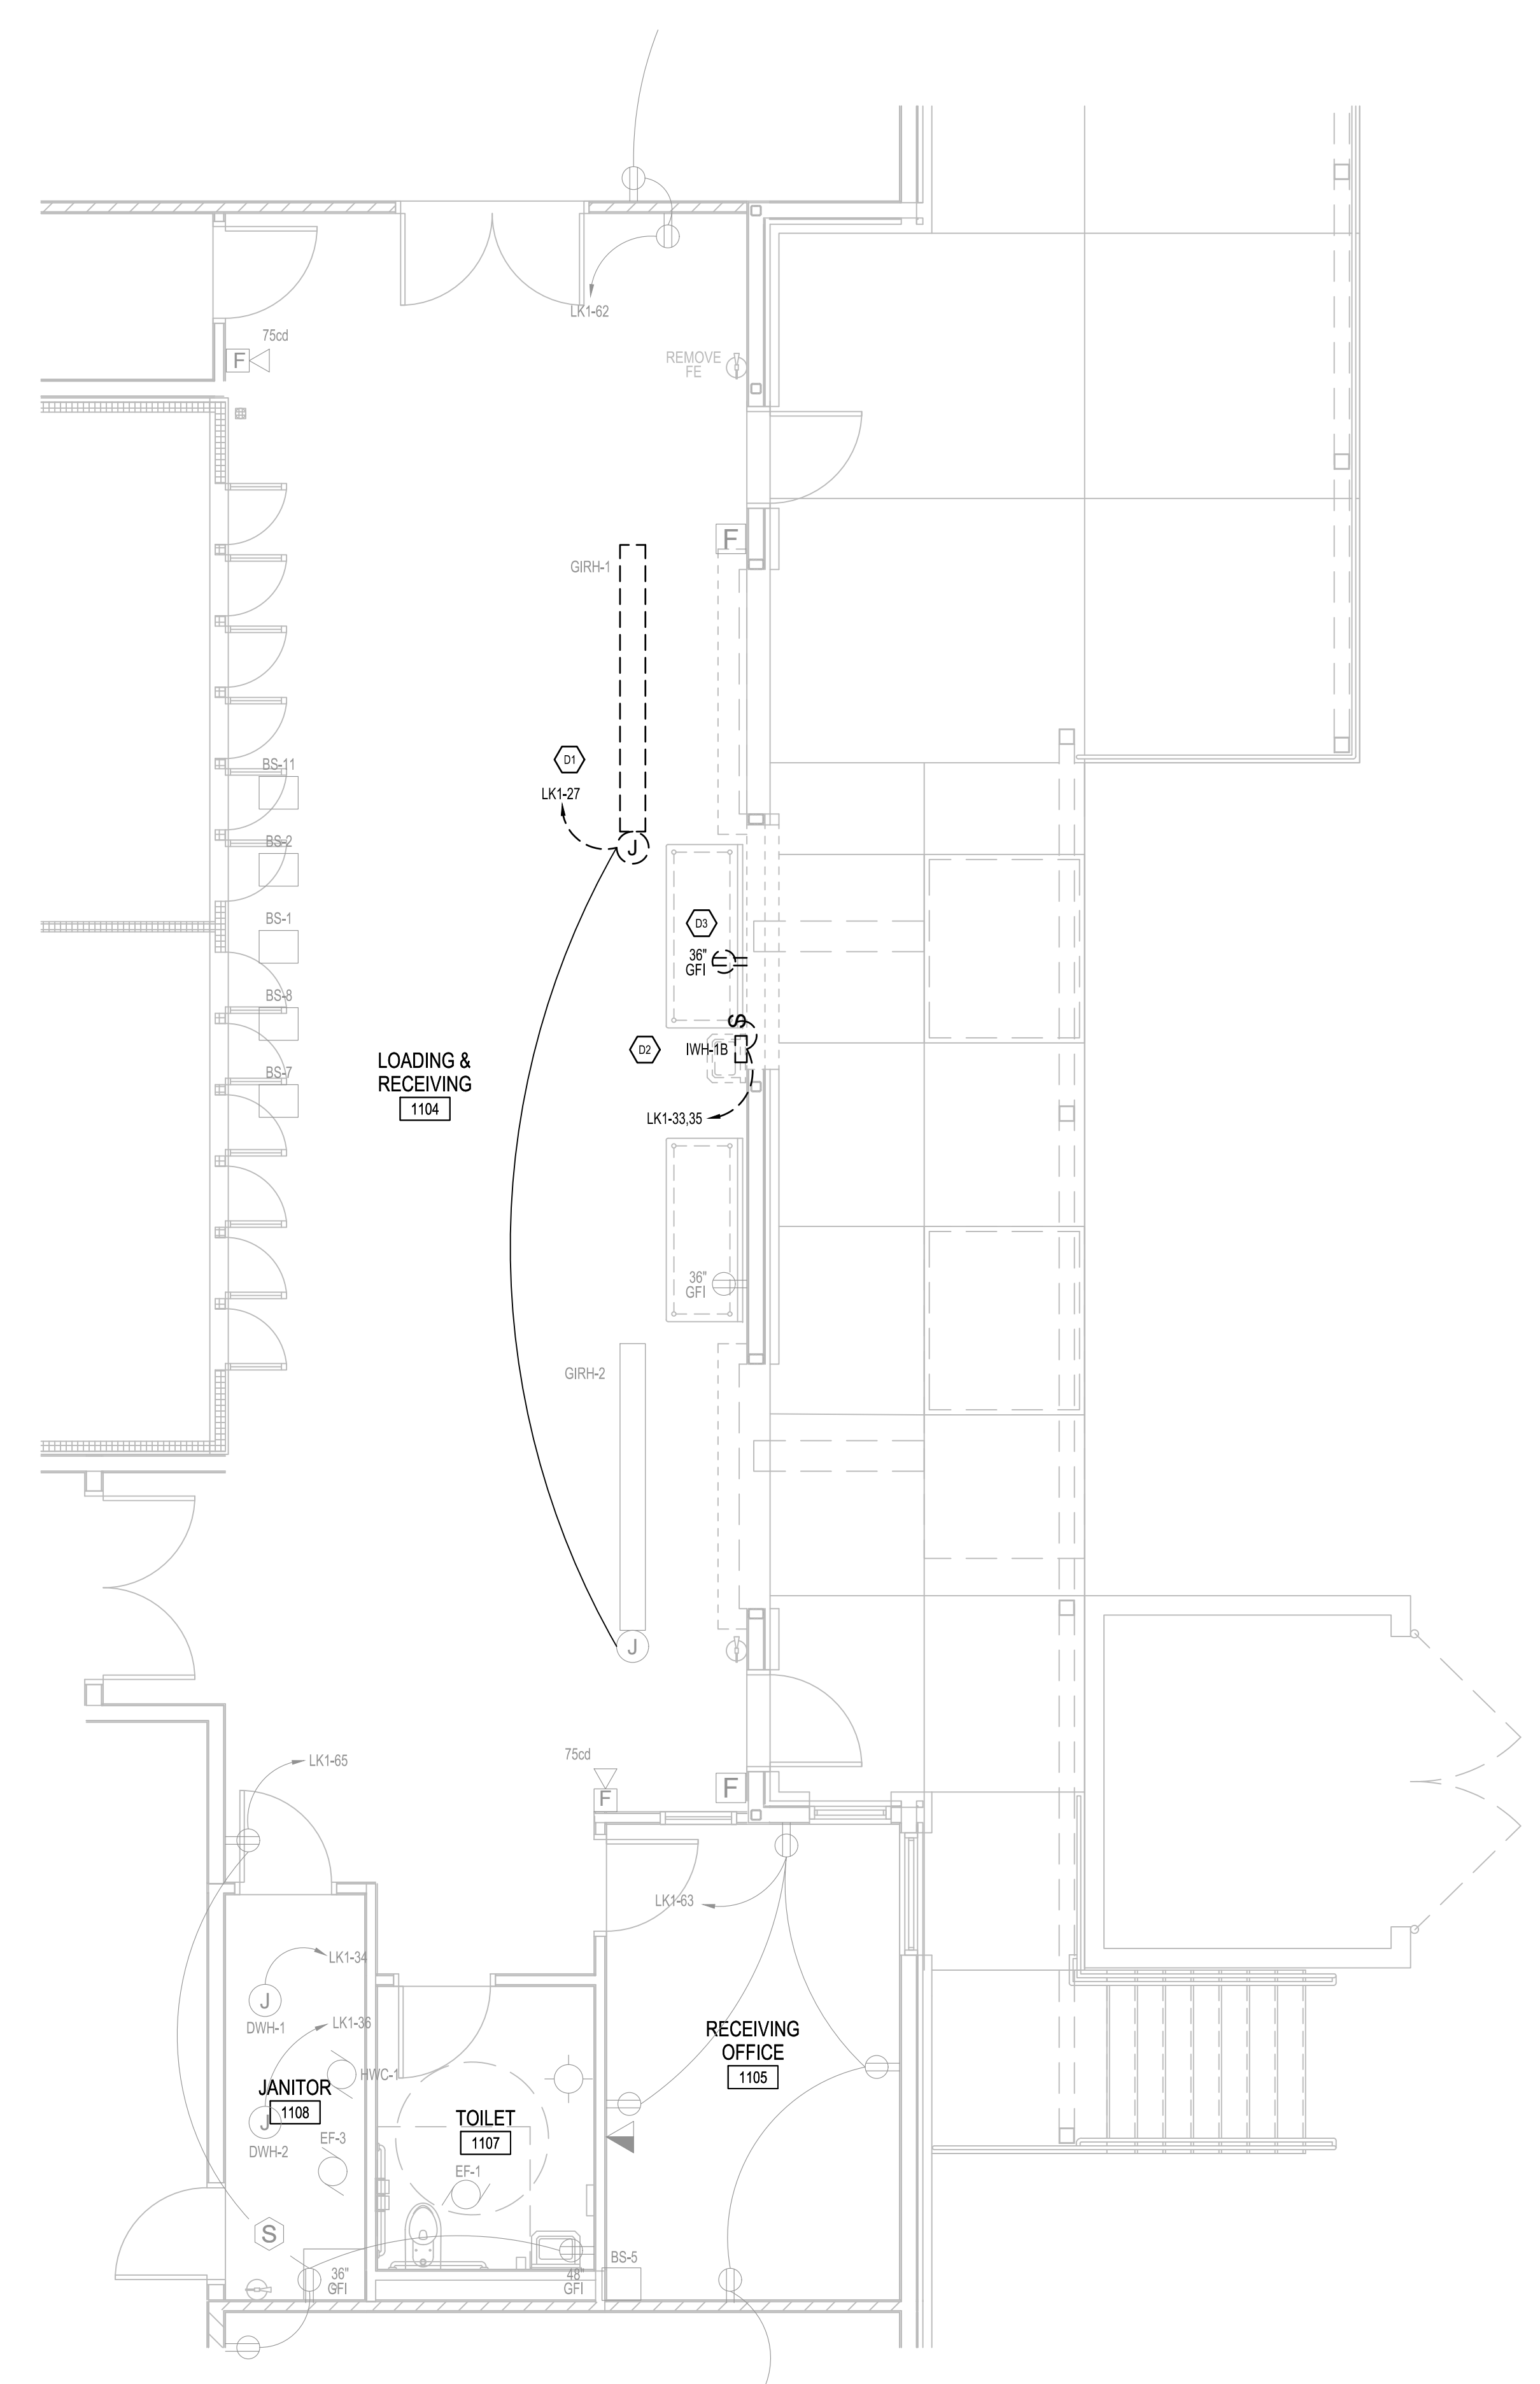 LK1-62
75cd
F
REMOVE
FE
F
GIRH-1
D1
BS-11
LK1-27
BS-2
J
BS-1
D3
36"
GFI
BS-8
S
D2
IWH-1B
LOADING &
RECEIVING
1104
BS-7
LK1-33,35
36"
GFI
GIRH-2
J
75cd
LK1-65
F
F
LK1-63
LK1-34
J
DWH-1
LK1-36
RECEIVING
OFFICE
1105
HWC-1
JANITOR
1108
J
TOILET
1107
EF-3
DWH-2
EF-1
S
BS-5
36"
GFI
48"
GFI